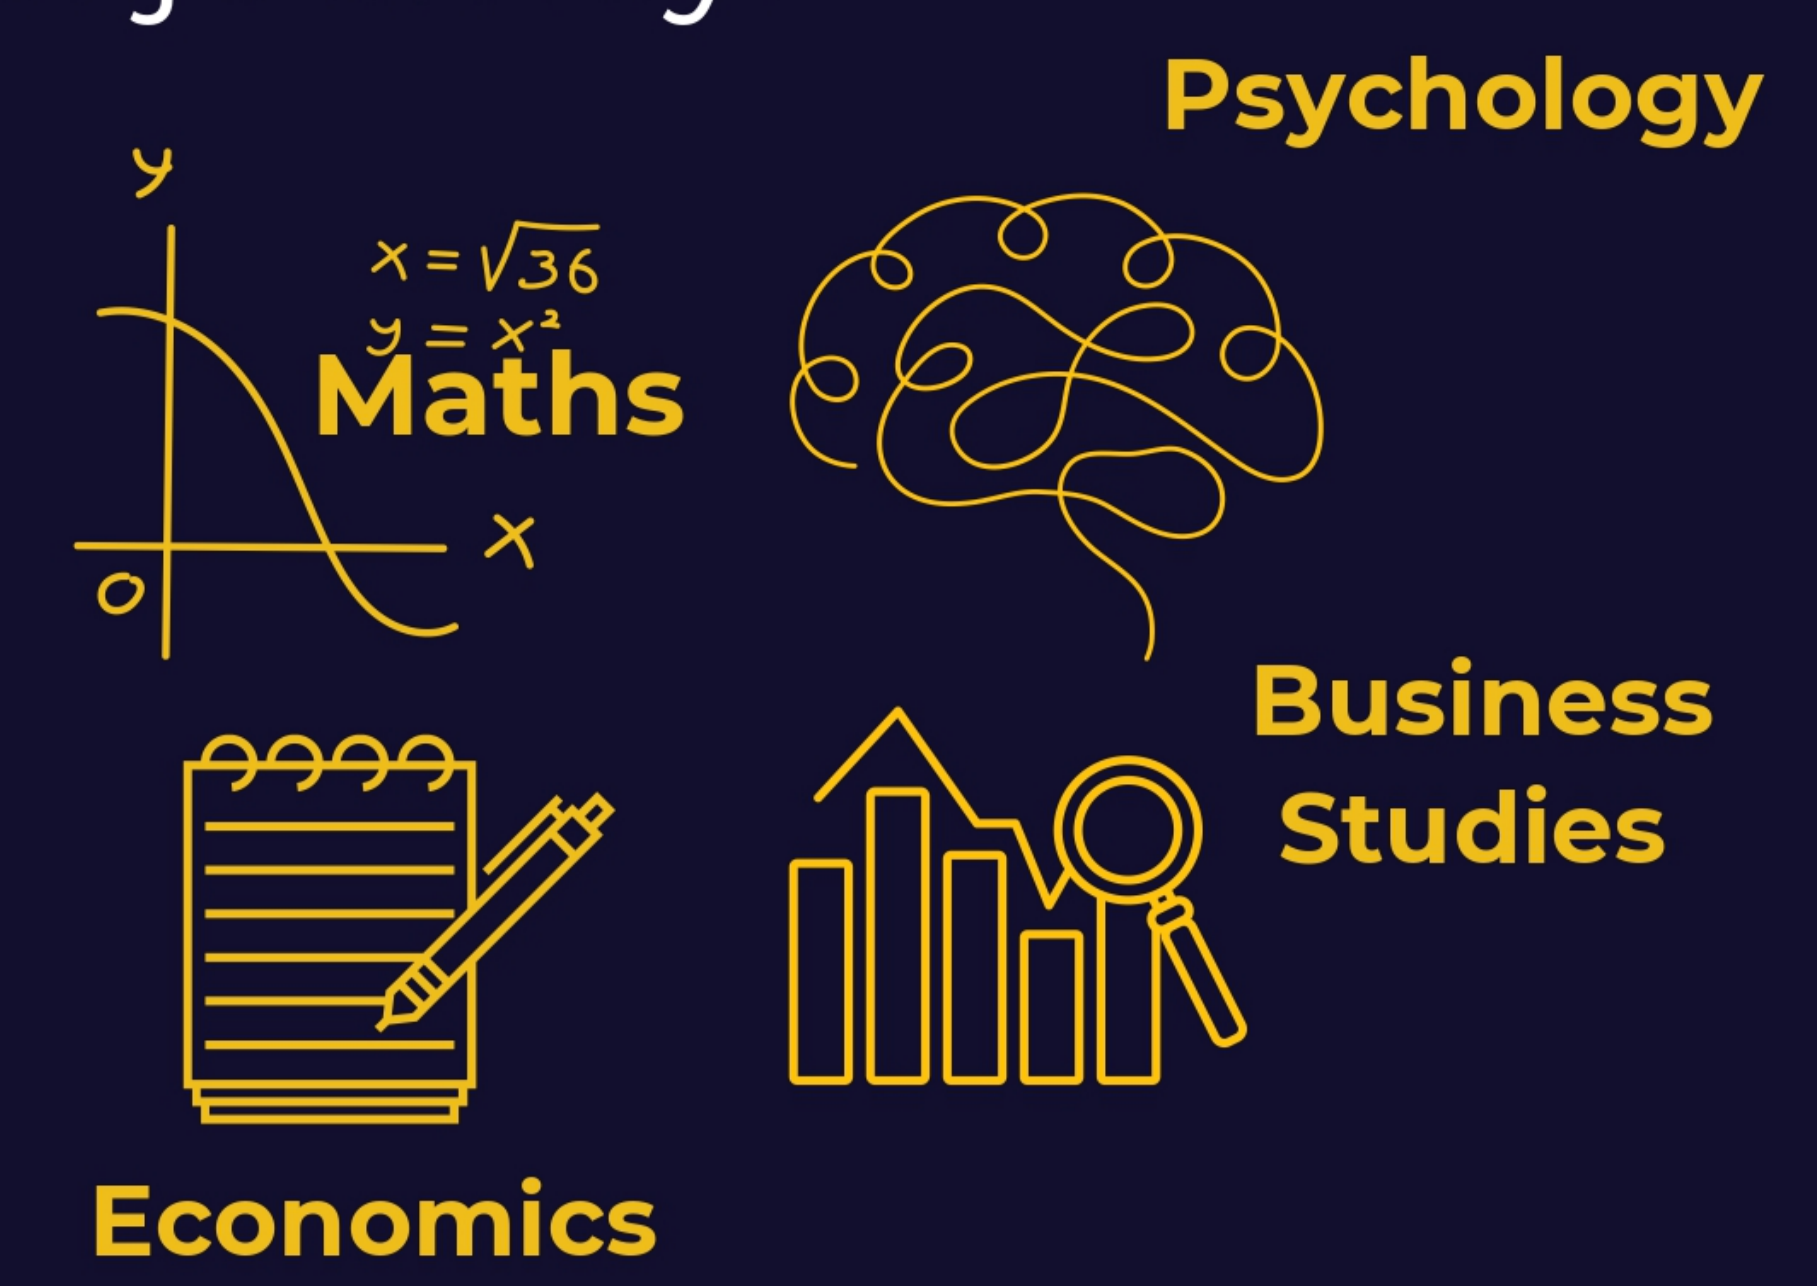 Psychology
y
x = √36
y = x²
Maths
x
0
Business
Studies
Economics